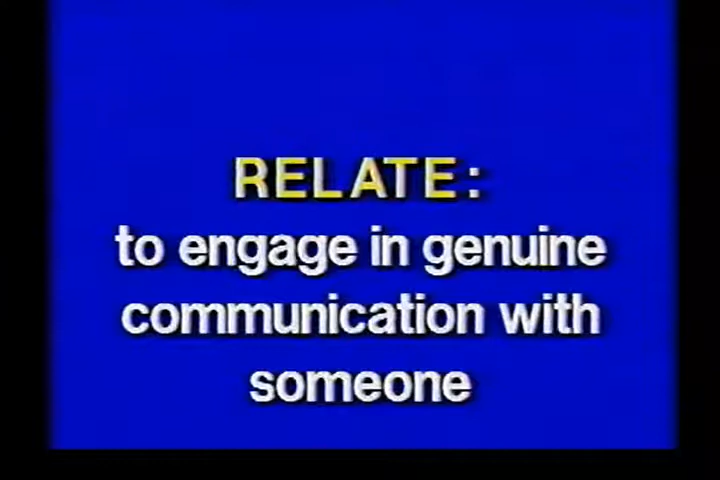 RELATE:
to engage in genuine
communication with
someone